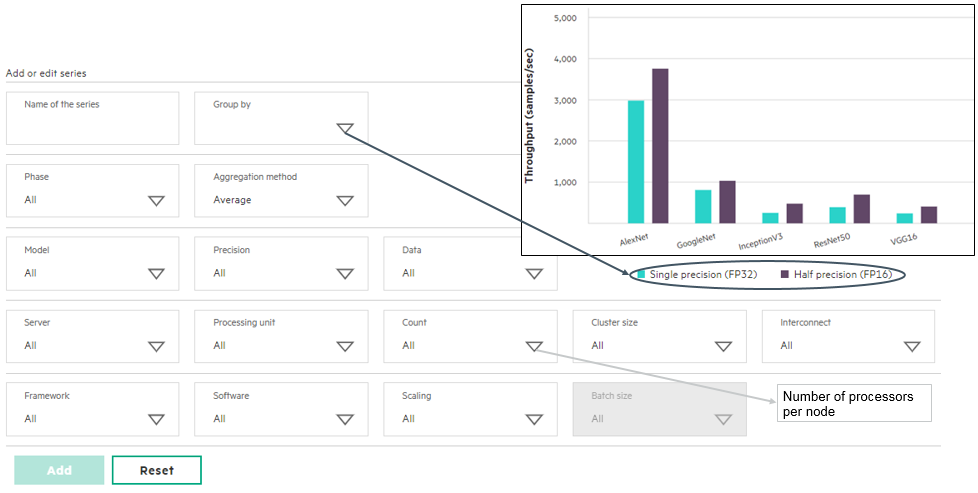 5,000
4,000
3,000
2,000
1,000
Throughput (samples/sec)
AlexNet
GoogleNet
InceptionV3
ResNet50
VGG16
Single precision (FP32)
Half precision (FP16)
Add or edit series
Name of the series
Group by
Phase
All
Aggregation method
Average
Model
All
Precision
All
Data
All
Server
All
Processing unit
All
Count
All
Cluster size
All
Interconnect
All
Framework
All
Software
All
Scaling
All
Batch size
All
Number of processors
per node
Add
Reset